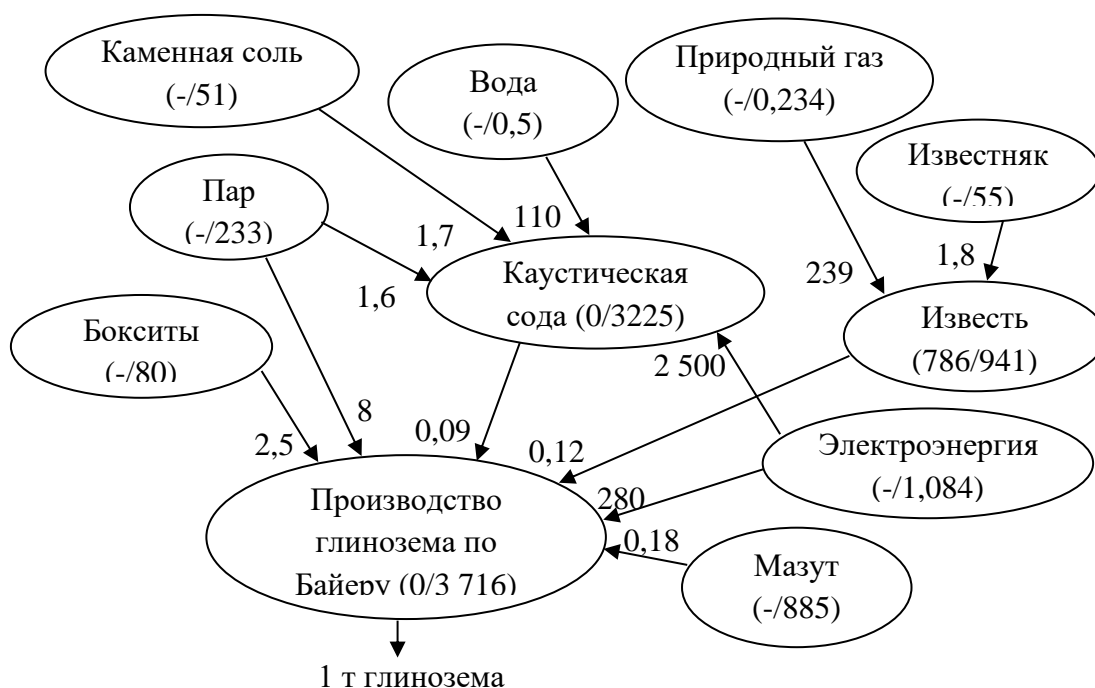 Каменная соль
(-/51)
Вода
(-/0,5)
Природный газ
(-/0,234)
Известняк
(-/55)
Пар
(-/233)
1,7
110
239
1,8
1,6
Каустическая
сода (0/3225)
Известь
(786/941)
Бокситы
(-/80)
2 500
8
2,5
0,09
0,12
Электроэнергия
(-/1,084)
280
Производство
глинозема по
Байеру (0/3 716)
0,18
Мазут
(-/885)
1 т глинозема